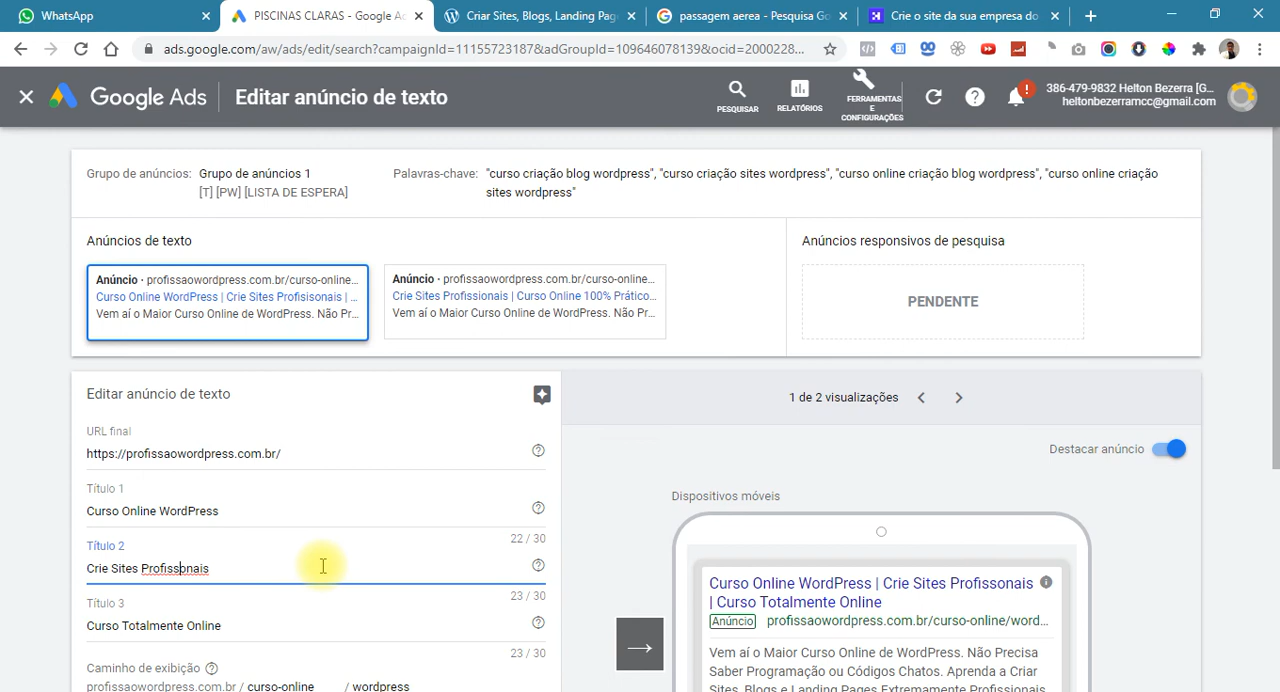 WhatsApp
PISCINAS CLARAS - Google Ad
Criar Sites, Blogs, Landing Page
passagem aerea - Pesquisa Go
Crie o site da sua empresa do
ads.google.com/aw/ads/edit/search?campaignId=11155723187&adGroupId=109646078139&ocid=2000228...
Google Ads
Editar anúncio de texto
PESQUISAR
RELATÓRIOS
FERRAMENTAS
E
CONFIGURAÇÕES
386-479-9832 Helton Bezerra [G...
heltonbezerramcc@gmail.com
Grupo de anúncios: Grupo de anúncios 1
[T] [PW] [LISTA DE ESPERA]
Palavras-chave: "curso criação blog wordpress", "curso criação sites wordpress", "curso online criação blog wordpress", "curso online criação
sites wordpress"
Anúncios de texto
Anúncio · profissaowordpress.com.br/curso-online...
Curso Online WordPress | Crie Sites Profisisonais | ...
Vem aí o Maior Curso Online de WordPress. Não Pr...
Anúncio · profissaowordpress.com.br/curso-online...
Crie Sites Profissionais | Curso Online 100% Prático...
Vem aí o Maior Curso Online de WordPress. Não Pr...
Anúncios responsivos de pesquisa
PENDENTE
Editar anúncio de texto
URL final
https://profissaowordpress.com.br/
Título 1
Curso Online WordPress
22 / 30
Título 2
Crie Sites Profissonais
23 / 30
Título 3
Curso Totalmente Online
23 / 30
Caminho de exibição
profissaowordpress.com.br / curso-online / wordpress
1 de 2 visualizações
Destacar anúncio
Dispositivos móveis
Curso Online WordPress | Crie Sites Profissonais
| Curso Totalmente Online
Anúncio profissaowordpress.com.br/curso-online/word...
Vem aí o Maior Curso Online de WordPress. Não Precisa
Saber Programação ou Códigos Chatos. Aprenda a Criar
Sites, Blogs e Landing Pages Extremamente Profissionais